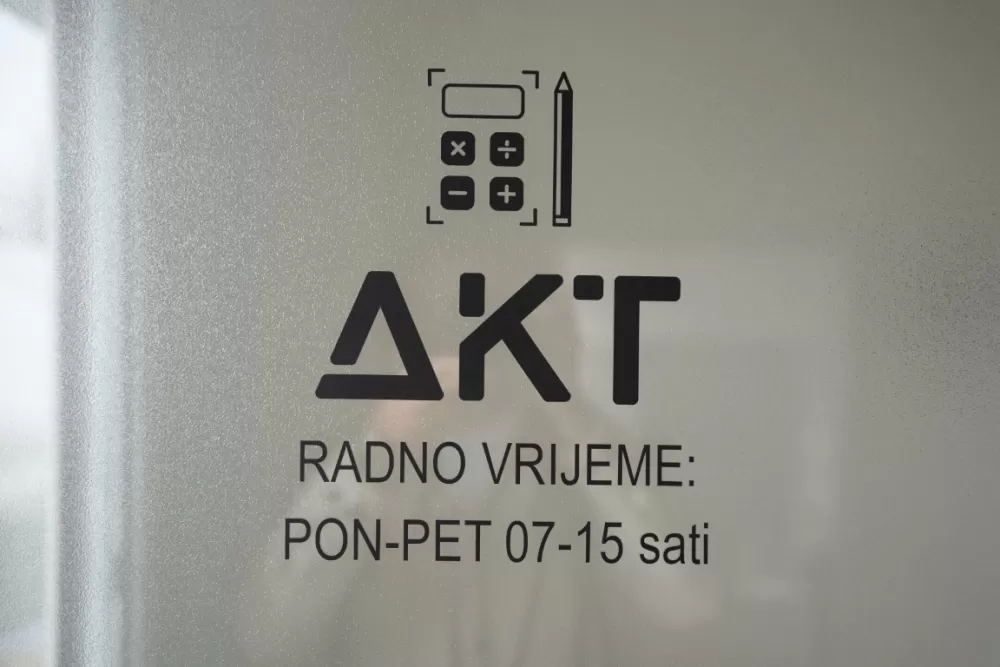 AKT
RADNO VRIJEME:
PON-PET 07-15 sati